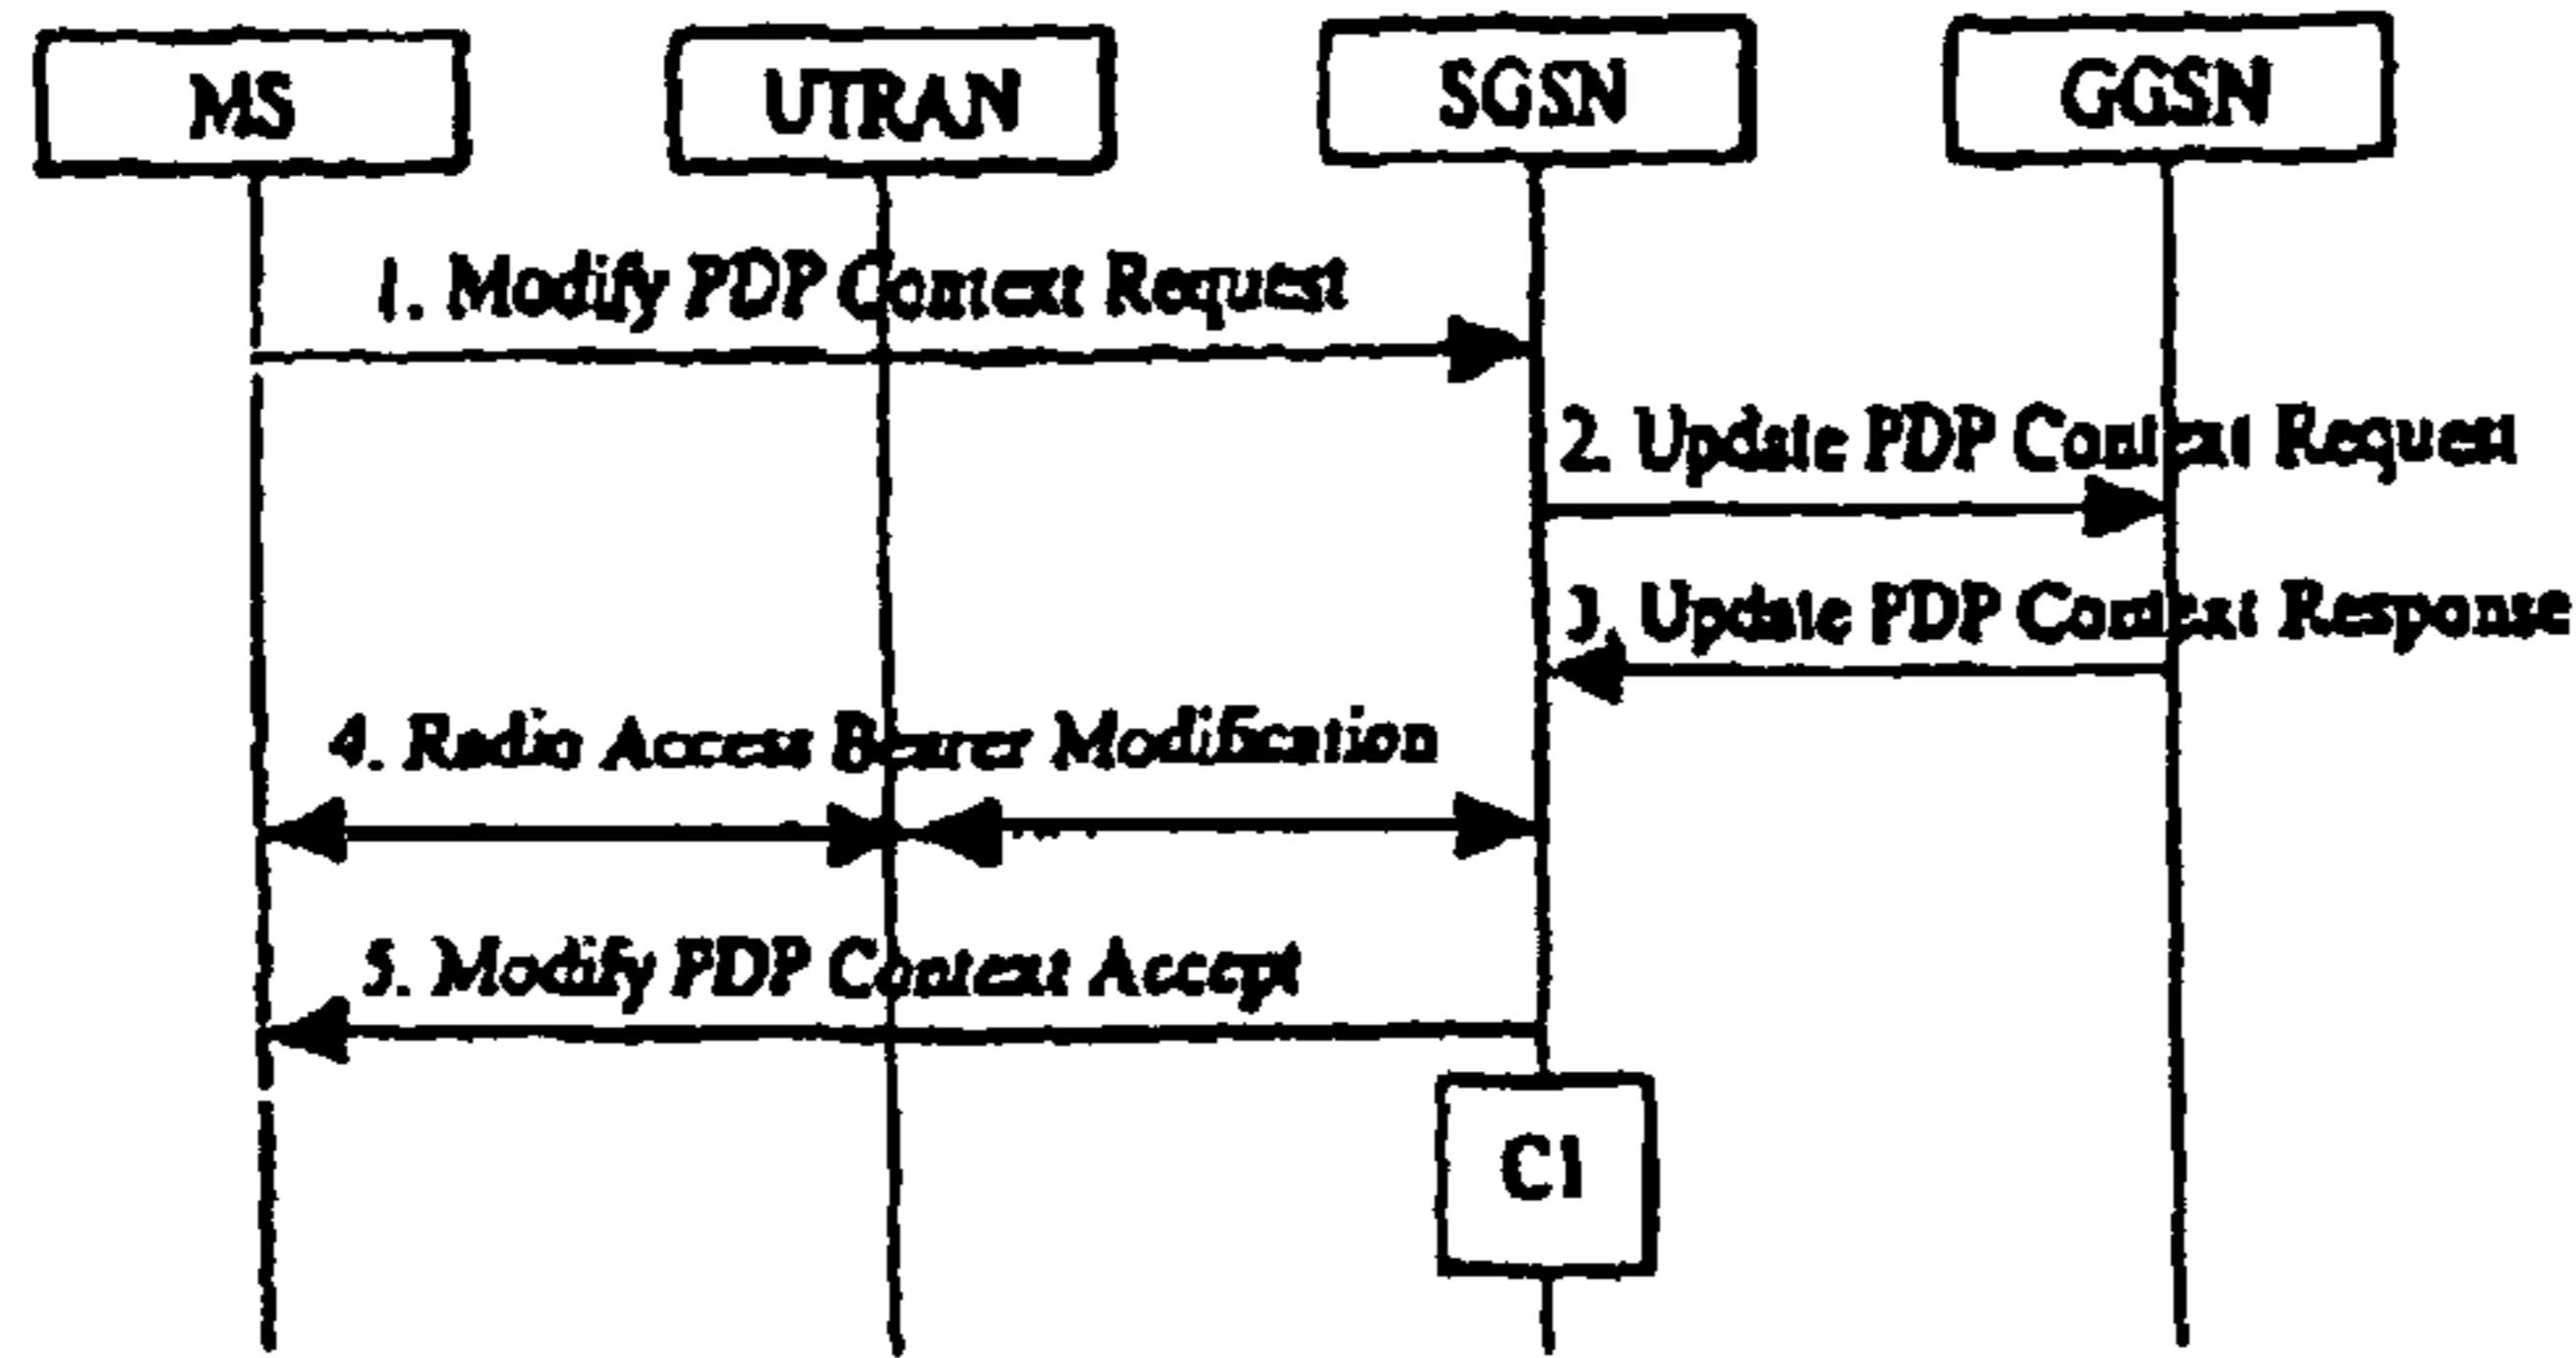 MS
UTRAN
SGSN
GGSN
1. Modify PDP Context Request
2. Update PDP Context Request
3. Update PDP Context Response
4. Radio Access Bearer Modification
5. Modify PDP Context Accept
C1